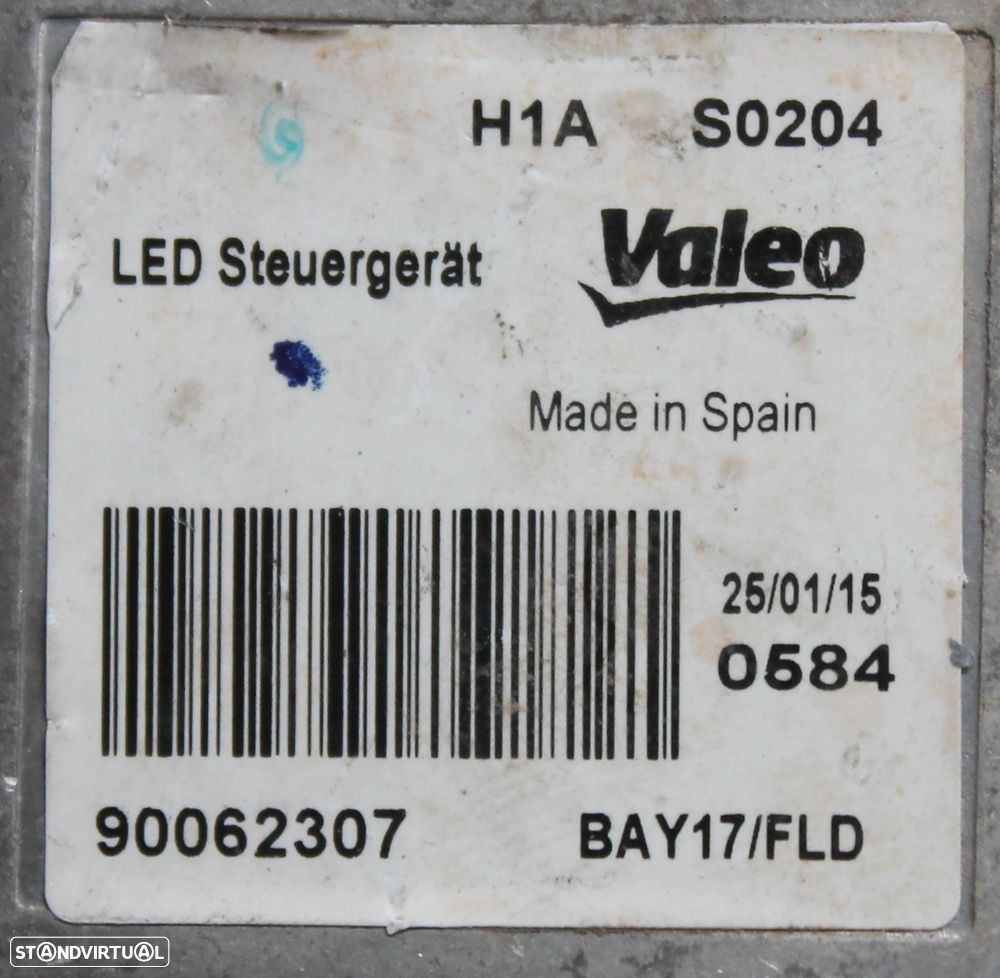 H1A S0204
LED Steuergerät
Valeo
Made in Spain
25/01/15
0584
90062307
BAY17/FLD
STANDVIRTUAL